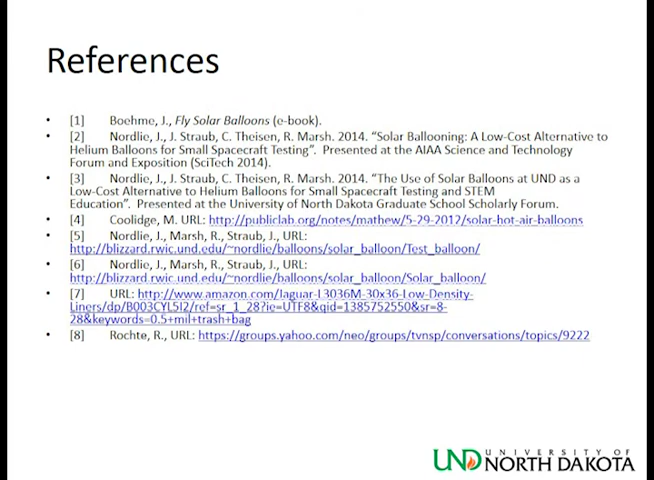 References
• [1] Boehme, J., Fly Solar Balloons (e-book).
• [2] Nordlie, J., J. Straub, C. Theisen, R. Marsh. 2014. “Solar Ballooning: A Low-Cost Alternative to
Helium Balloons for Small Spacecraft Testing”. Presented at the AIAA Science and Technology
Forum and Exposition (SciTech 2014).
• [3] Nordlie, J., J. Straub, C. Theisen, R. Marsh. 2014. “The Use of Solar Balloons at UND as a
Low-Cost Alternative to Helium Balloons for Small Spacecraft Testing and STEM
Education”. Presented at the University of North Dakota Graduate School Scholarly Forum.
• [4] Coolidge, M. URL: http://publiclab.org/notes/mathew/5-29-2012/solar-hot-air-balloons
• [5] Nordlie, J., Marsh, R., Straub, J., URL:
http://blizzard.rwic.und.edu/~nordlie/balloons/solar_balloon/Test_balloon/
• [6] Nordlie, J., Marsh, R., Straub, J., URL:
http://blizzard.rwic.und.edu/~nordlie/balloons/solar_balloon/Solar_balloon/
• [7] URL: http://www.amazon.com/Jaguar-L3036M-30x36-Low-Density-
Liners/dp/B003CYL5I2/ref=sr_1_28?ie=UTF8&qid=1385752550&sr=8-
28&keywords=0.5+mil+trash+bag
• [8] Rochte, R., URL: https://groups.yahoo.com/neo/groups/tvnsp/conversations/topics/9222
UND UNIVERSITY OF
NORTH DAKOTA